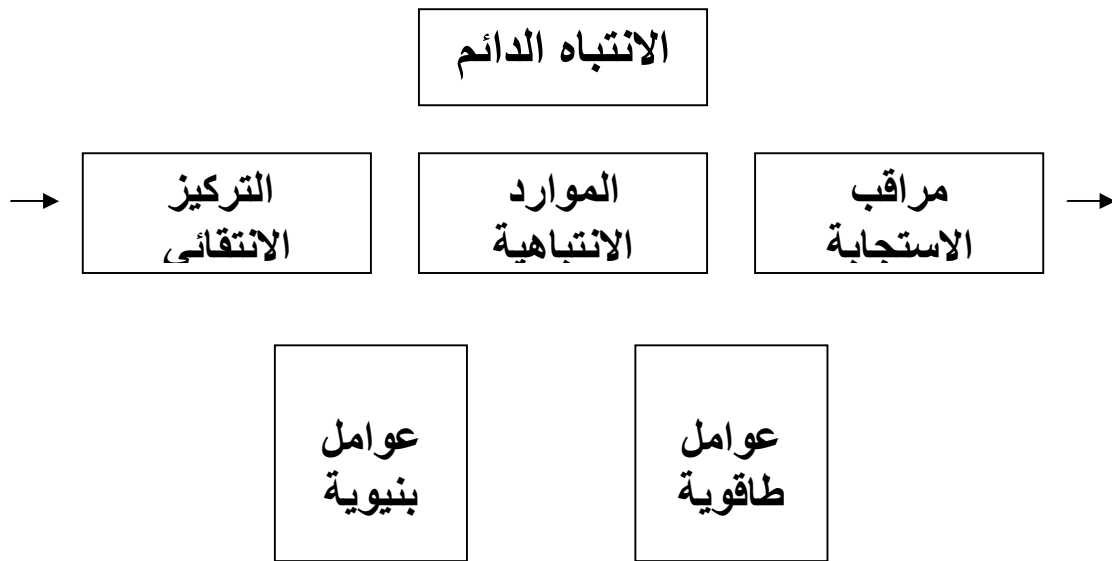 الانتباه الدائم
مراقب
الاستجابة
الموارد
الانتباهية
التركيز
الانتقائي
عوامل
طاقوية
عوامل
بنيوية